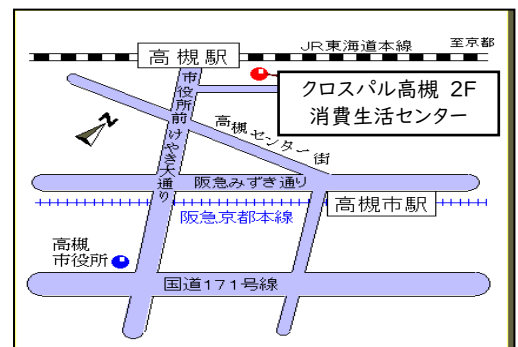 JR東海道本線
至京都
高槻駅
クロスパル高槻 2F
消費生活センター
市役所前けやき大通り
高槻センター街
阪急みずき通り
高槻市駅
阪急京都本線
高槻
市役所
国道171号線
N